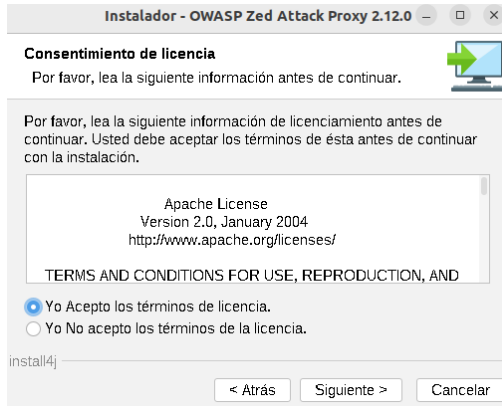 Instalador - OWASP Zed Attack Proxy 2.12.0
Consentimiento de licencia
Por favor, lea la siguiente información antes de continuar.
Por favor, lea la siguiente información de licenciamiento antes de
continuar. Usted debe aceptar los términos de ésta antes de continuar
con la instalación.
Apache License
Version 2.0, January 2004
http://www.apache.org/licenses/
TERMS AND CONDITIONS FOR USE, REPRODUCTION, AND
Yo Acepto los términos de licencia.
Yo No acepto los términos de la licencia.
install4j
< Atrás
Siguiente >
Cancelar